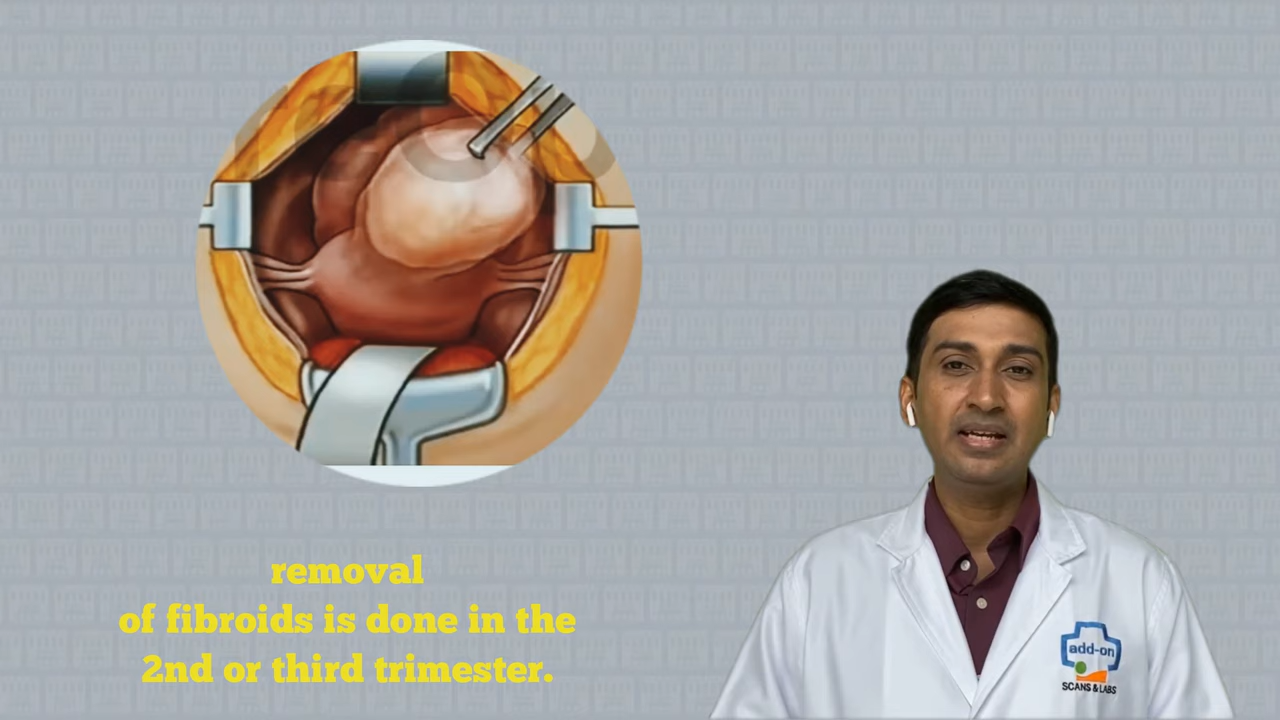 removal
of fibroids is done in the
2nd or third trimester.
add-on
SCANS & LABS